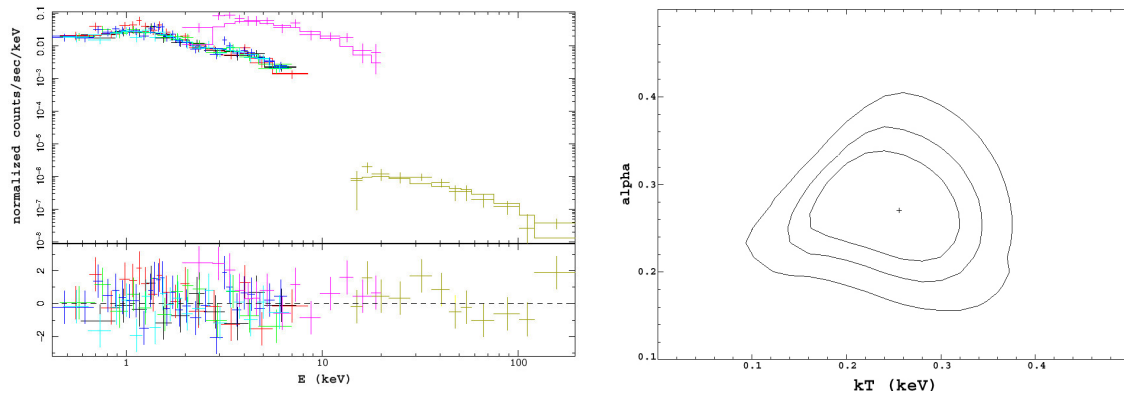 normalized counts/sec/keV
0.1
0.01
10⁻³
10⁻⁴
10⁻⁵
10⁻⁶
10⁻⁷
10⁻⁸
2
0
-2
1 10 100
E (keV)
alpha
0.4
0.3
0.2
0.1
0.1 0.2 0.3 0.4
kT (keV)